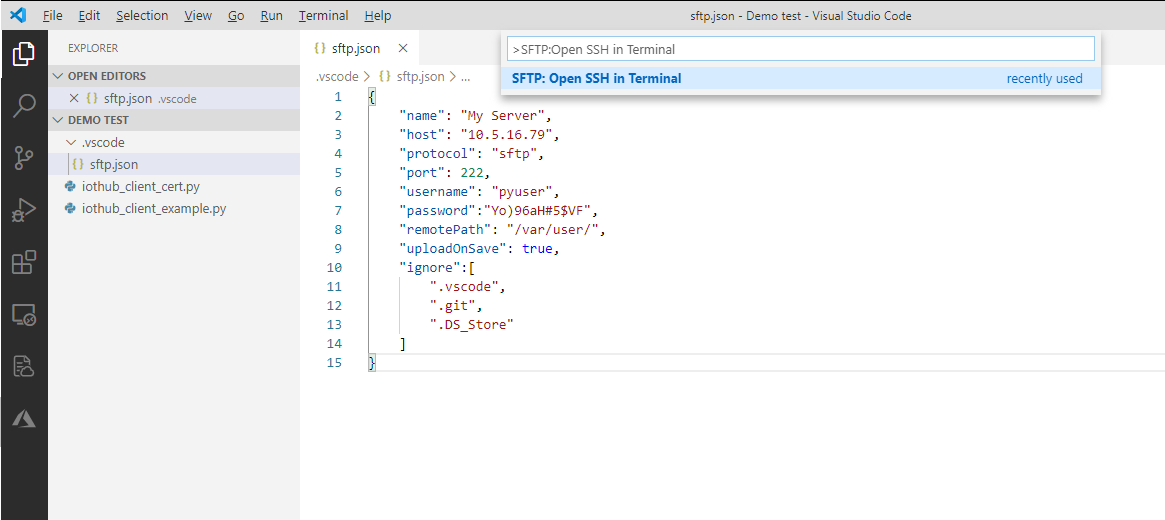 File Edit Selection View Go Run Terminal Help
sftp.json - Demo test - Visual Studio Code
EXPLORER
OPEN EDITORS
{} sftp.json .vscode
DEMO TEST
.vscode
{} sftp.json
iothub_client_cert.py
iothub_client_example.py
{} sftp.json
>SFTP:Open SSH in Terminal
SFTP: Open SSH in Terminal recently used
.vscode > {} sftp.json > ...
1 {
2 "name": "My Server",
3 "host": "10.5.16.79",
4 "protocol": "sftp",
5 "port": 222,
6 "username": "pyuser",
7 "password":"Yo)96aH#5$VF",
8 "remotePath": "/var/user/",
9 "uploadOnSave": true,
10 "ignore":[
11 ".vscode",
12 ".git",
13 ".DS_Store"
14 ]
15 }